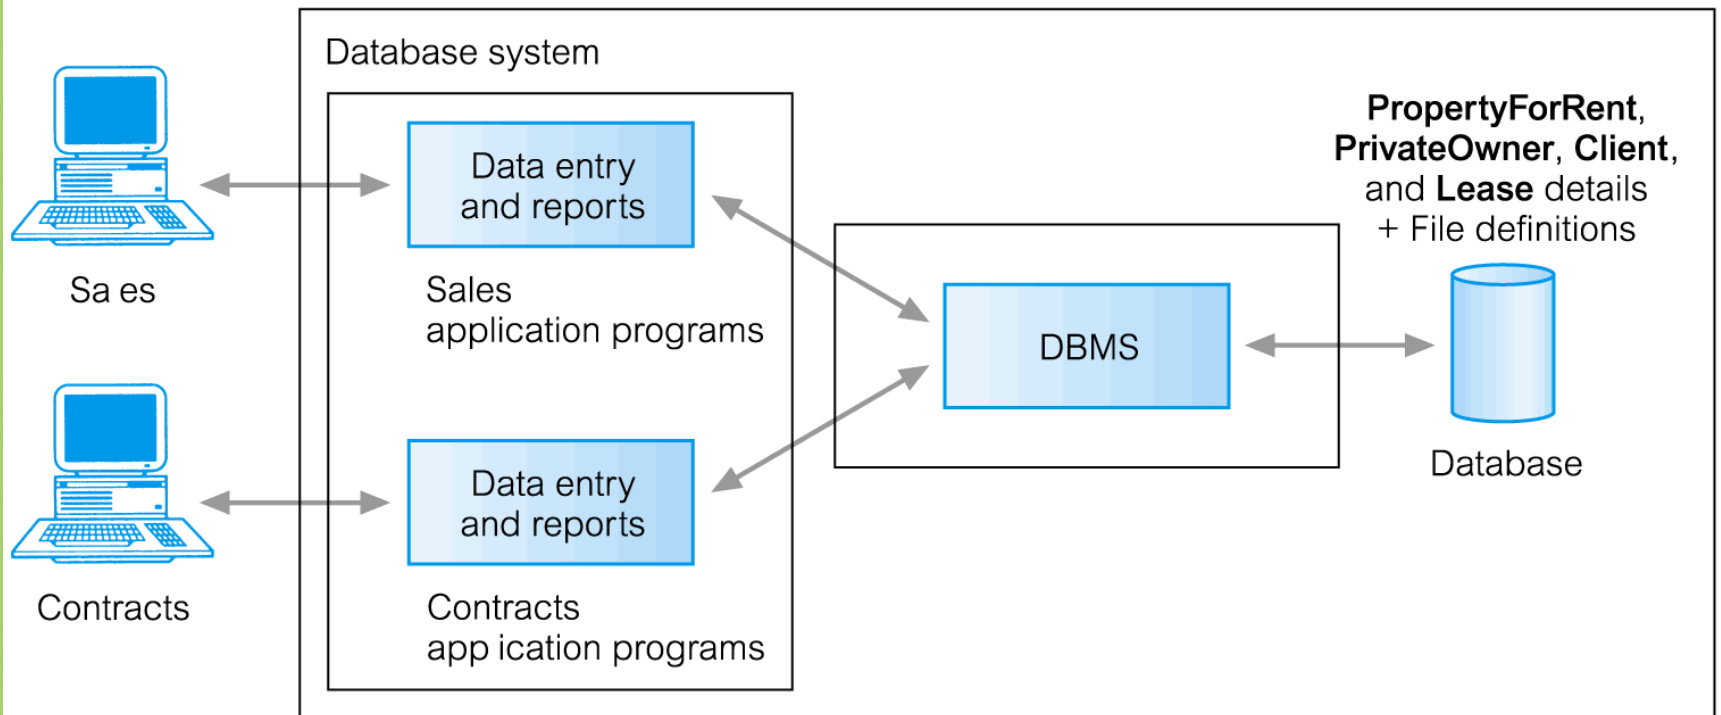 Database system
PropertyForRent,
PrivateOwner, Client,
and Lease details
+ File definitions
Data entry
and reports
Sa es
Sales
application programs
DBMS
Database
Data entry
and reports
Contracts
Contracts
app ication programs